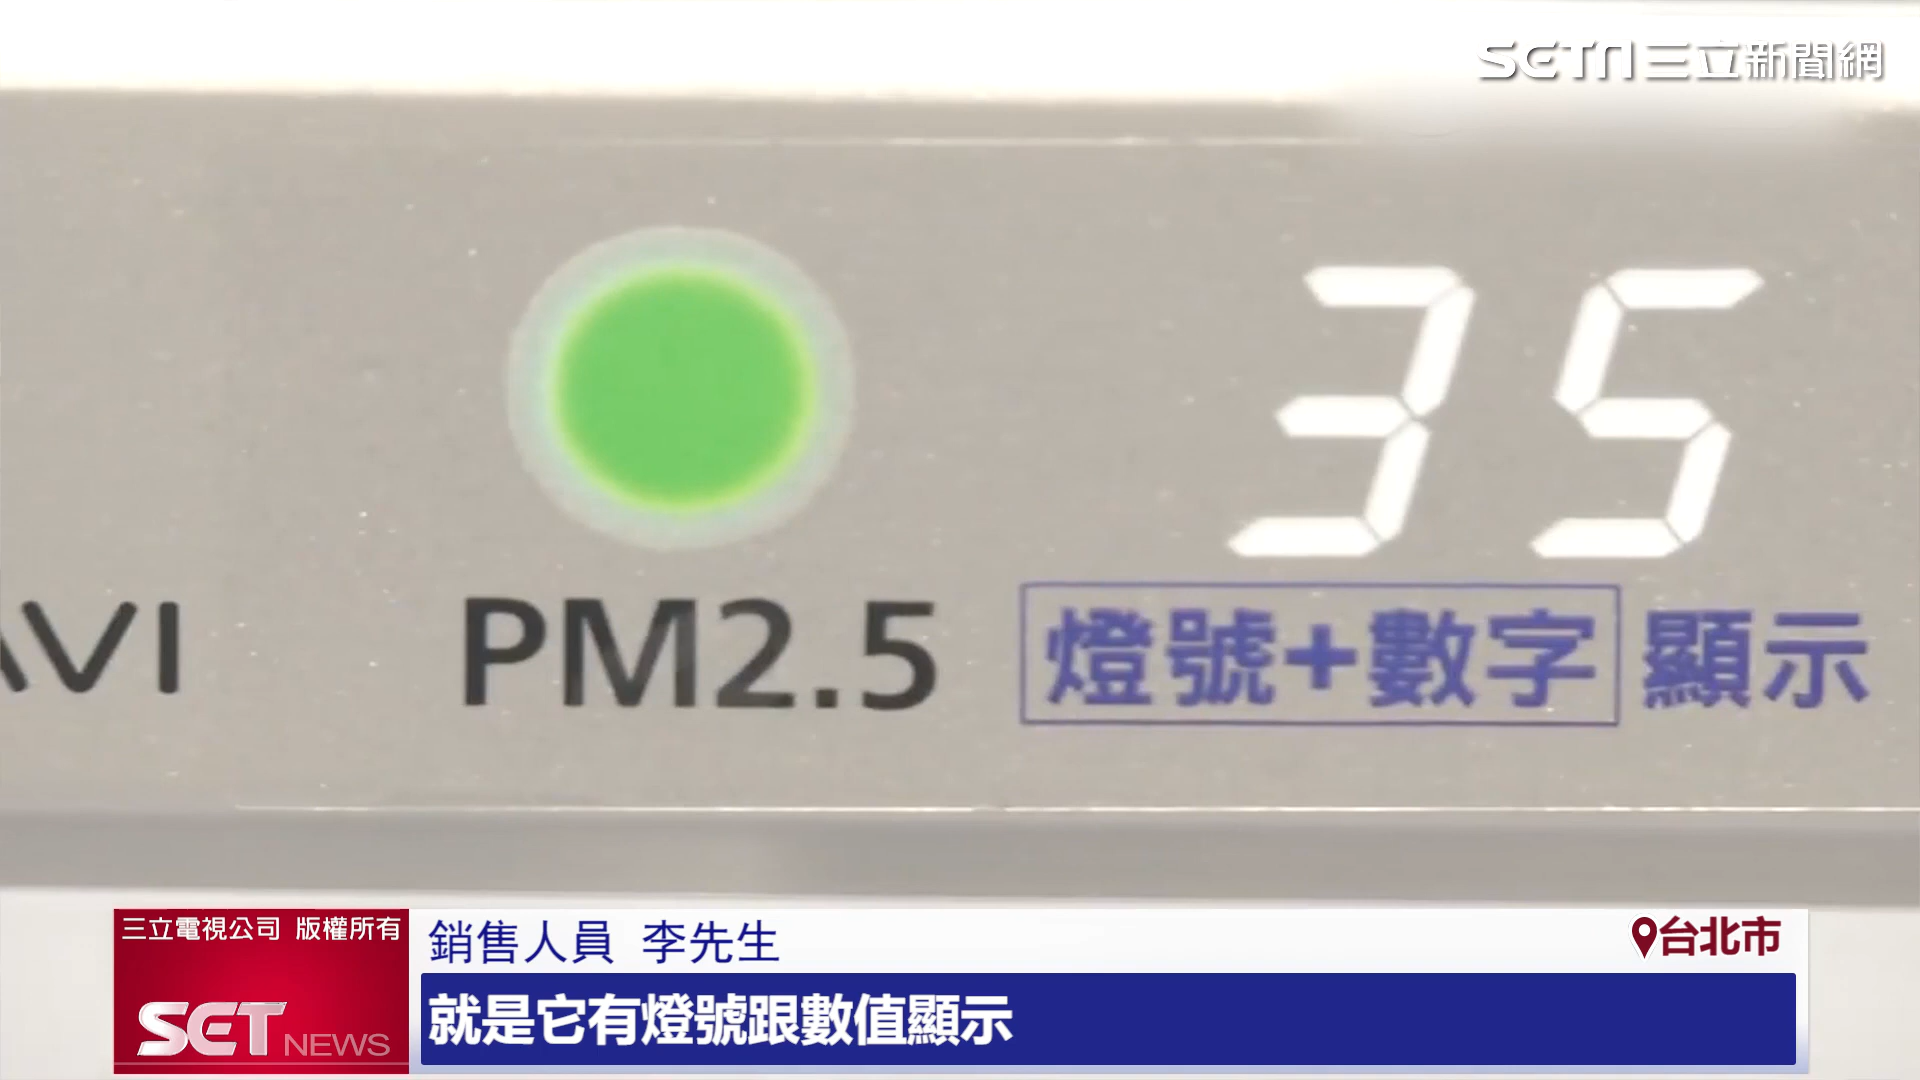 SETN三立新聞網
35
AVI
PM2.5
燈號+數字 顯示
三立電視公司 版權所有
銷售人員 李先生
台北市
就是它有燈號跟數值顯示
SET NEWS